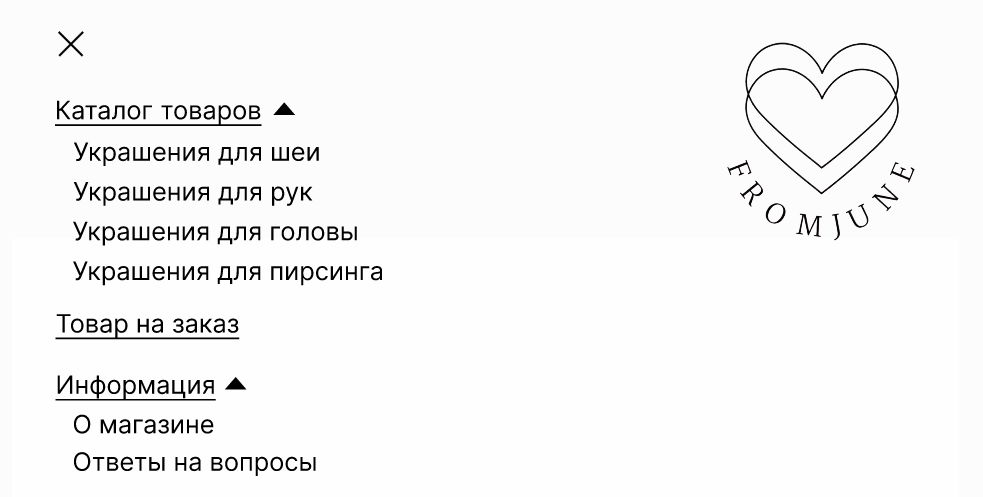 Каталог товаров
Украшения для шеи
Украшения для рук
Украшения для головы
Украшения для пирсинга
Товар на заказ
Информация
О магазине
Ответы на вопросы
FROMJUNE